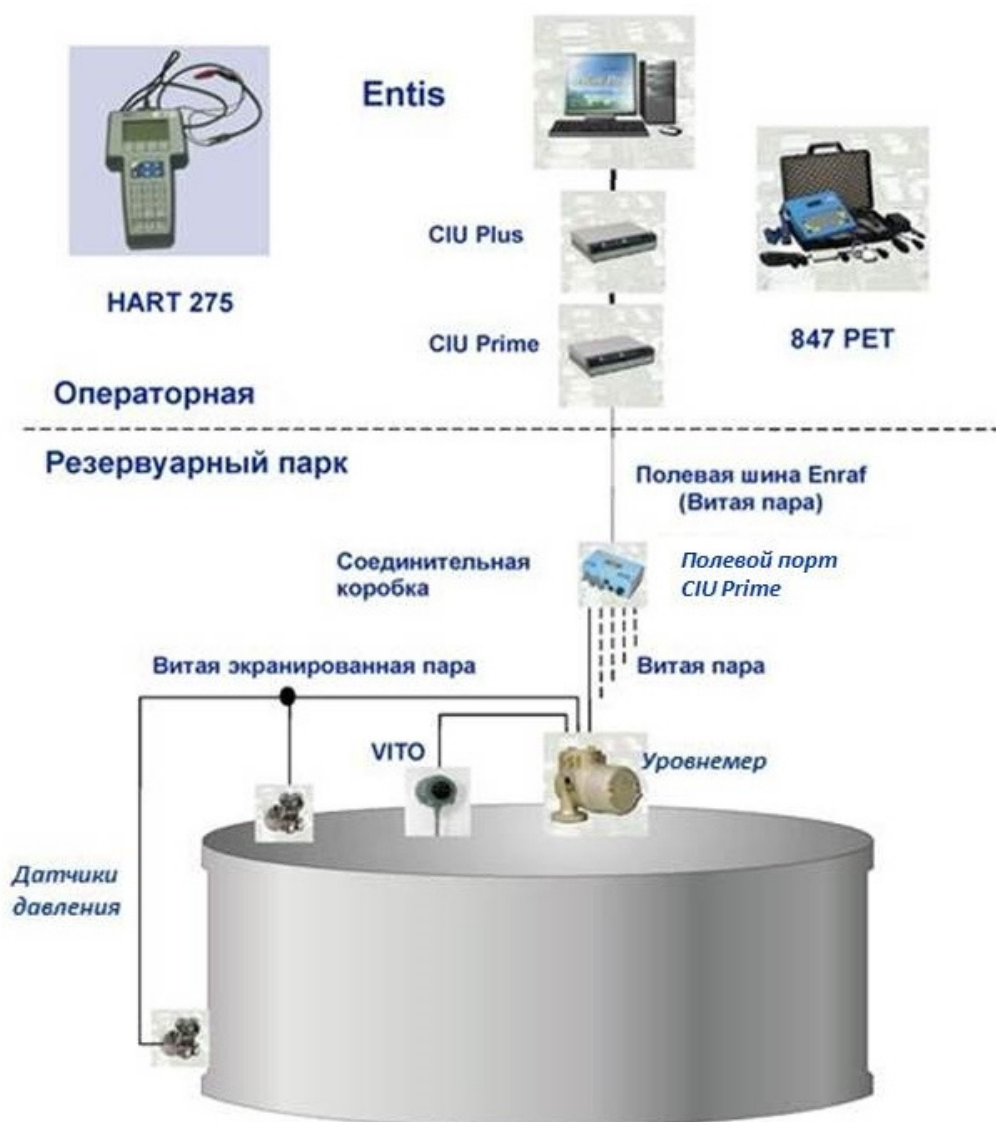 Entis
CIU Plus
HART 275
CIU Prime
847 PET
Операторная
Резервуарный парк
Полевая шина Enraf
(Витая пара)
Соединительная
коробка
Полевой порт
CIU Prime
Витая экранированная пара
Витая пара
VITO
Уровнемер
Датчики
давления